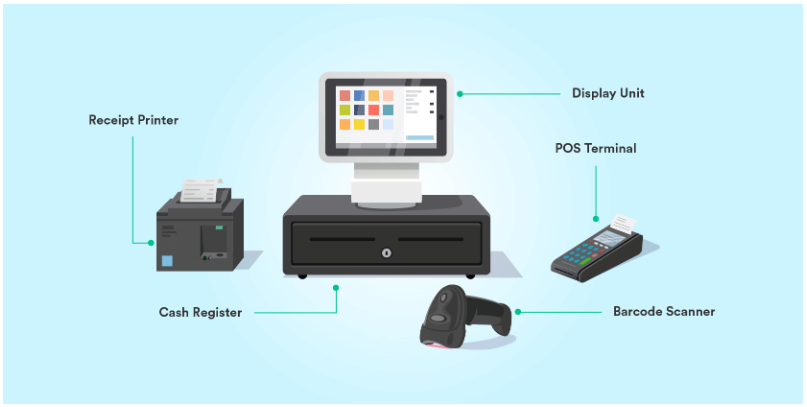 Display Unit
Receipt Printer
POS Terminal
Cash Register
Barcode Scanner